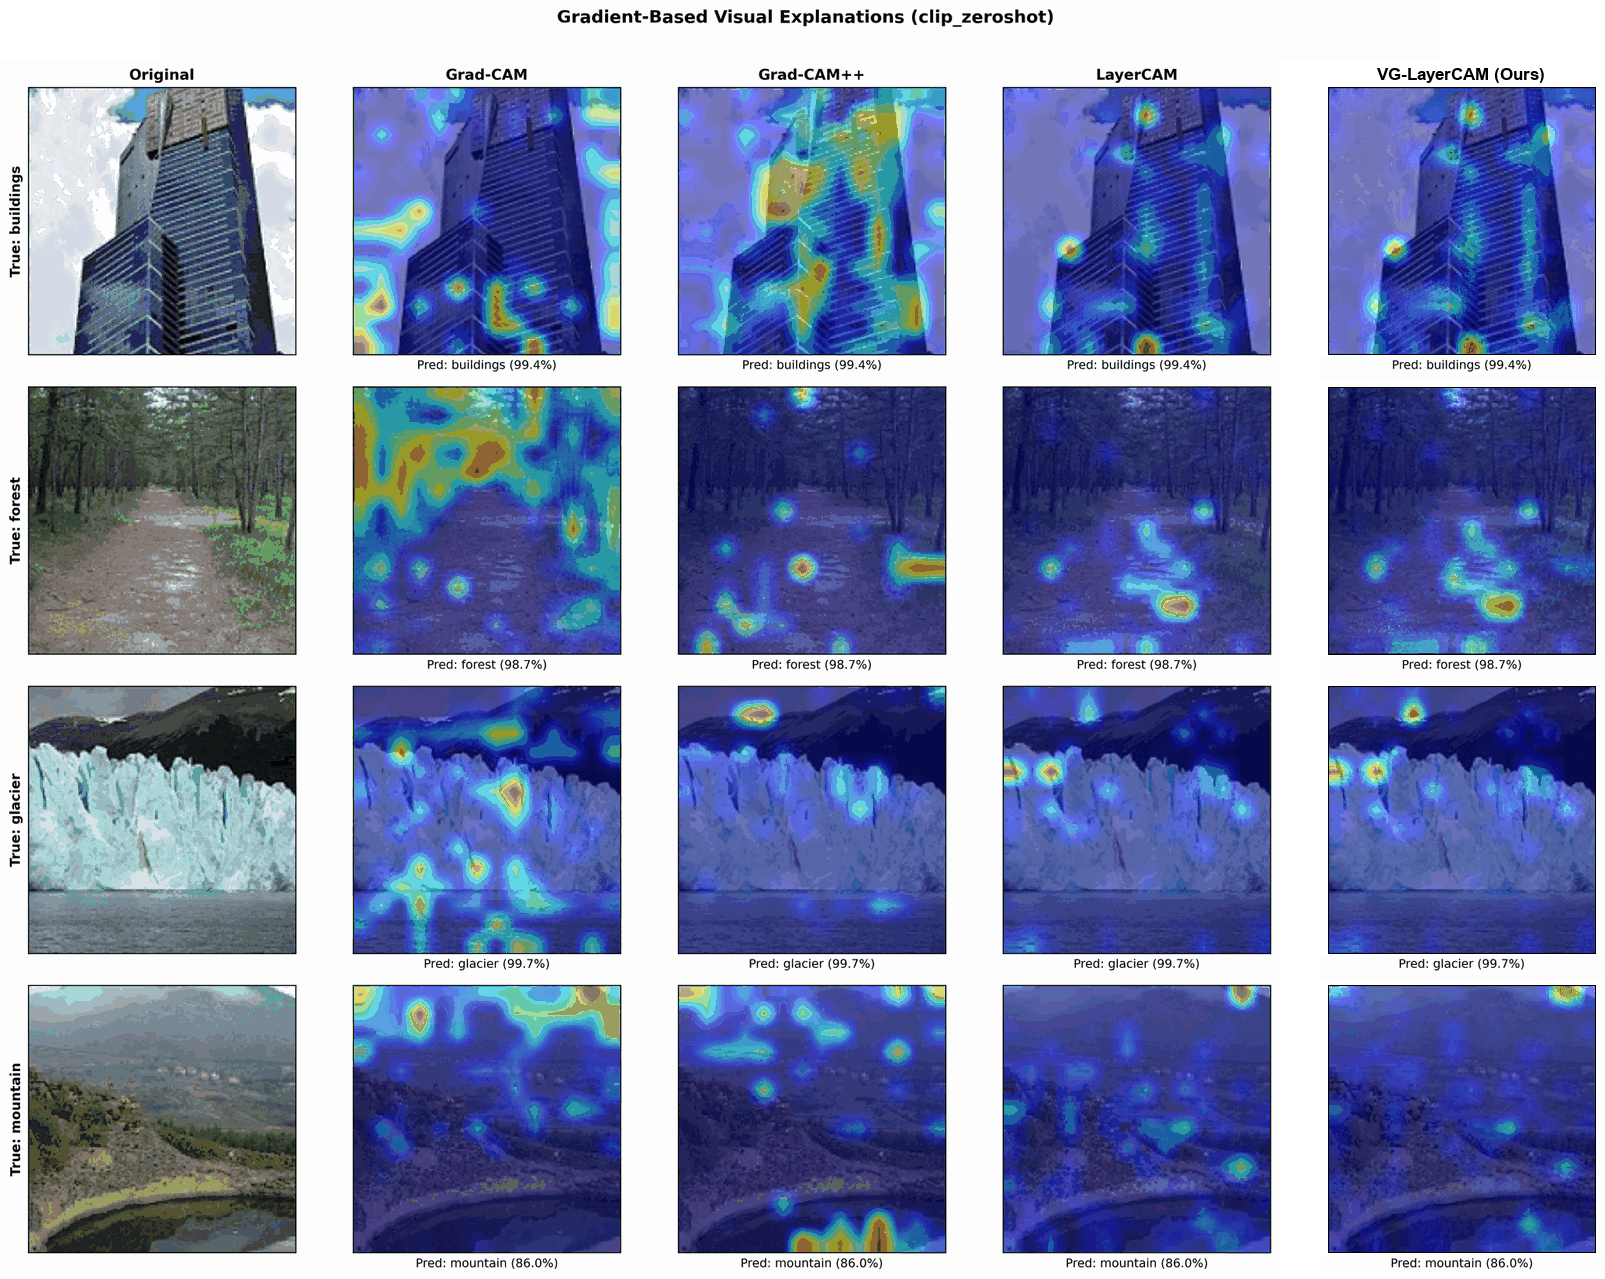 Gradient-Based Visual Explanations (clip_zeroshot)
Original Grad-CAM Grad-CAM++ LayerCAM VG-LayerCAM (Ours)
True: buildings
Pred: buildings (99.4%) Pred: buildings (99.4%) Pred: buildings (99.4%) Pred: buildings (99.4%)
True: forest
Pred: forest (98.7%) Pred: forest (98.7%) Pred: forest (98.7%) Pred: forest (98.7%)
True: glacier
Pred: glacier (99.7%) Pred: glacier (99.7%) Pred: glacier (99.7%) Pred: glacier (99.7%)
True: mountain
Pred: mountain (86.0%) Pred: mountain (86.0%) Pred: mountain (86.0%) Pred: mountain (86.0%)